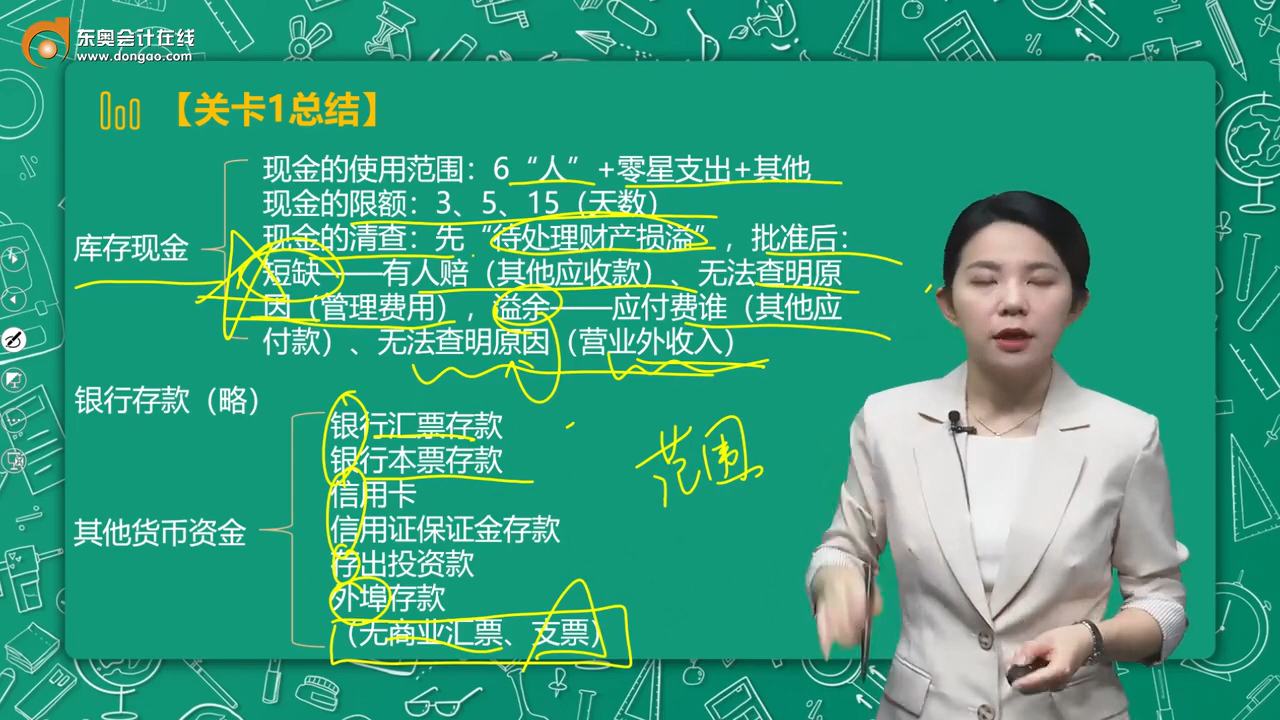 东奥会计在线
www.dongao.com
【关卡1总结】
库存现金
现金的使用范围：6“人”+零星支出+其他
现金的限额：3、5、15（天数）
现金的清查：先“待处理财产损溢”，批准后：
短缺——有人赔（其他应收款）、无法查明原
因（管理费用），溢余——应付费谁（其他应
付款）、无法查明原因（营业外收入）
银行存款（略）
其他货币资金
银行汇票存款
银行本票存款
信用卡
信用证保证金存款
存出投资款
外埠存款
（无商业汇票、支票）
范围